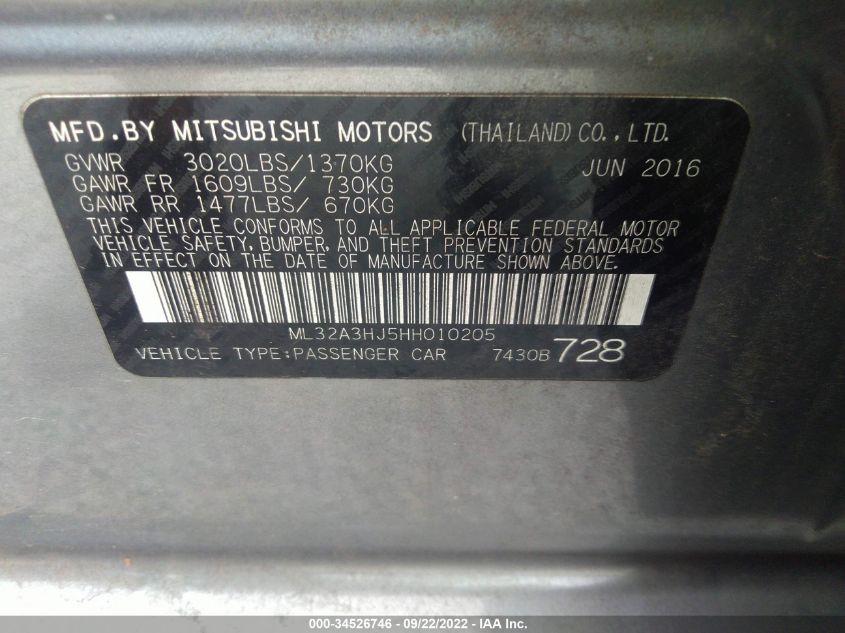 MFD.BY MITSUBISHI MOTORS (THAILAND)CO.,LTD.
GVWR 3020LBS/1370KG JUN 2016
GAWR FR 1609LBS/ 730KG
GAWR RR 1477LBS/ 670KG
THIS VEHICLE CONFORMS TO ALL APPLICABLE FEDERAL MOTOR
VEHICLE SAFETY, BUMPER, AND THEFT PREVENTION STANDARDS
IN EFFECT ON THE DATE OF MANUFACTURE SHOWN ABOVE.
ML32A3HJ5HH010205
VEHICLE TYPE:PASSENGER CAR 7430B 728
000-34526746 - 09/22/2022 - IAAI Inc.